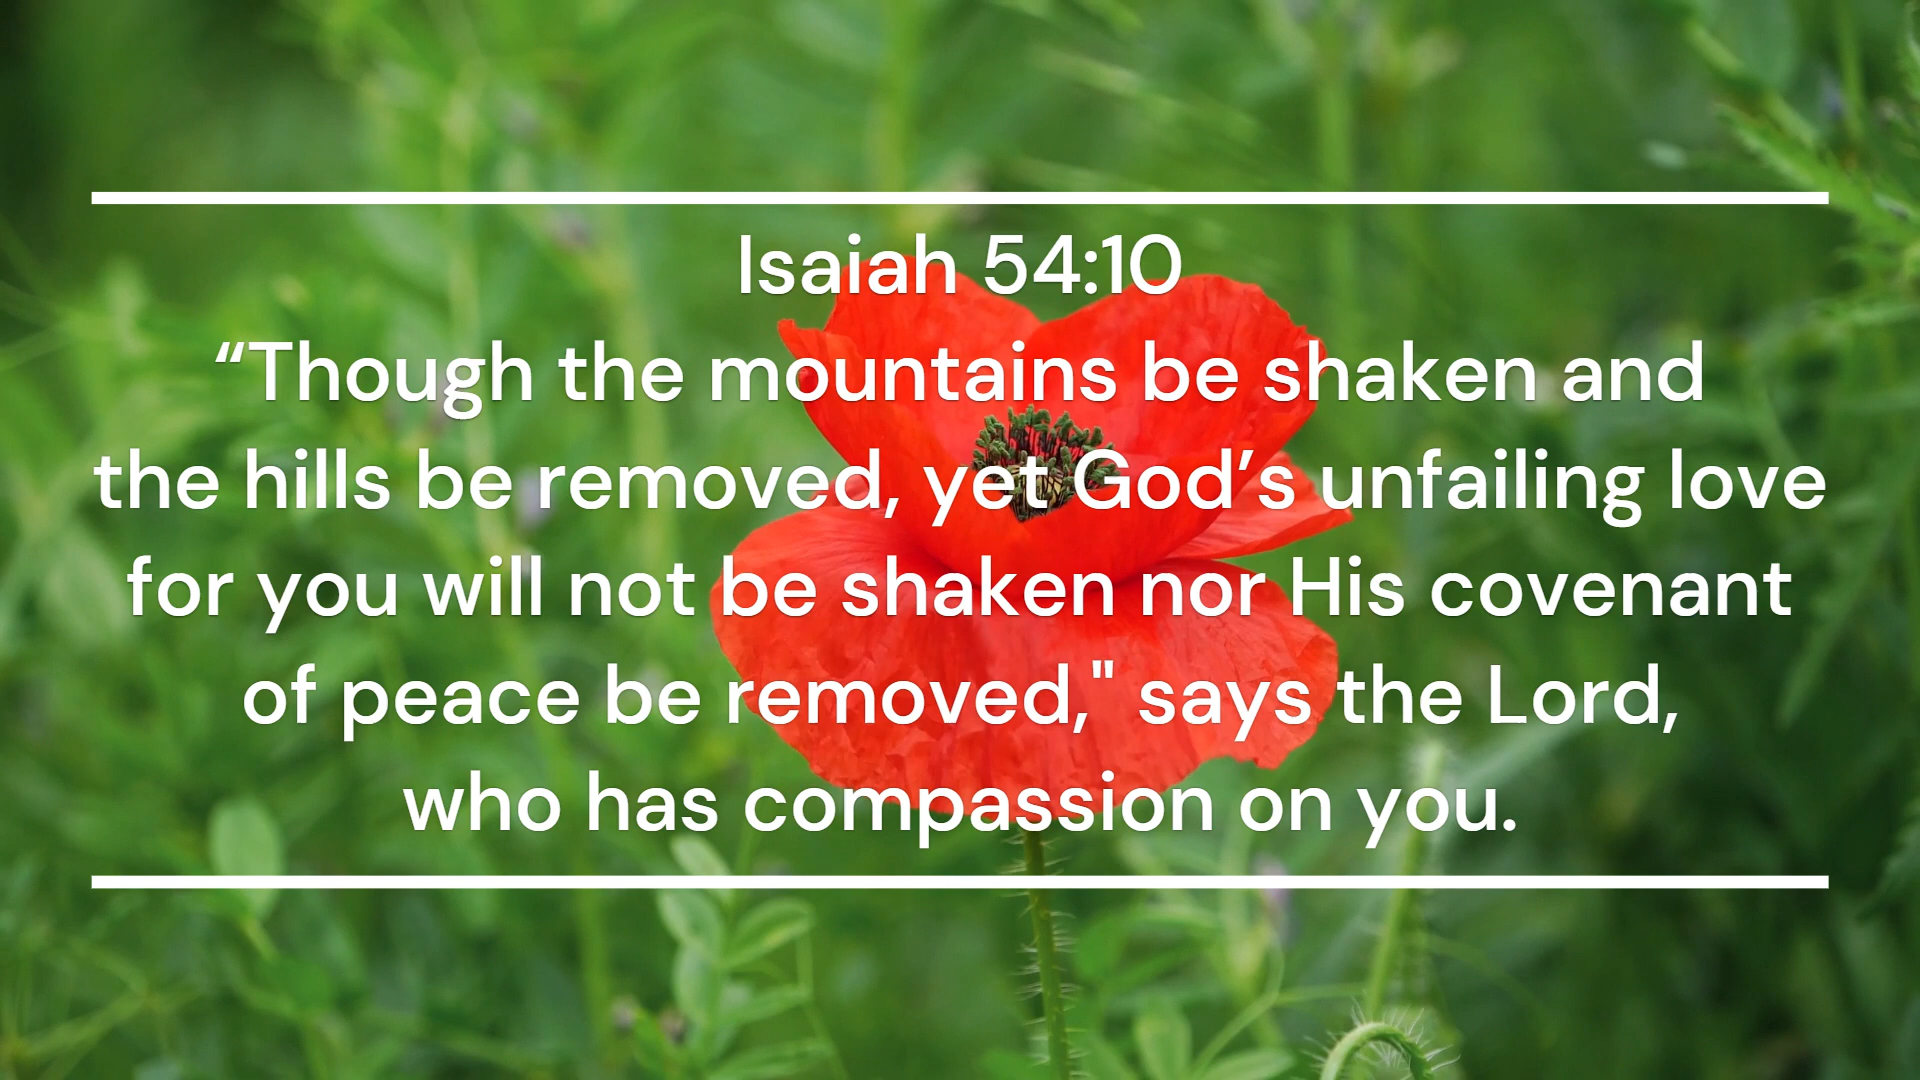 Isaiah 54:10
“Though the mountains be shaken and
the hills be removed, yet God’s unfailing love
for you will not be shaken nor His covenant
of peace be removed," says the Lord,
who has compassion on you.